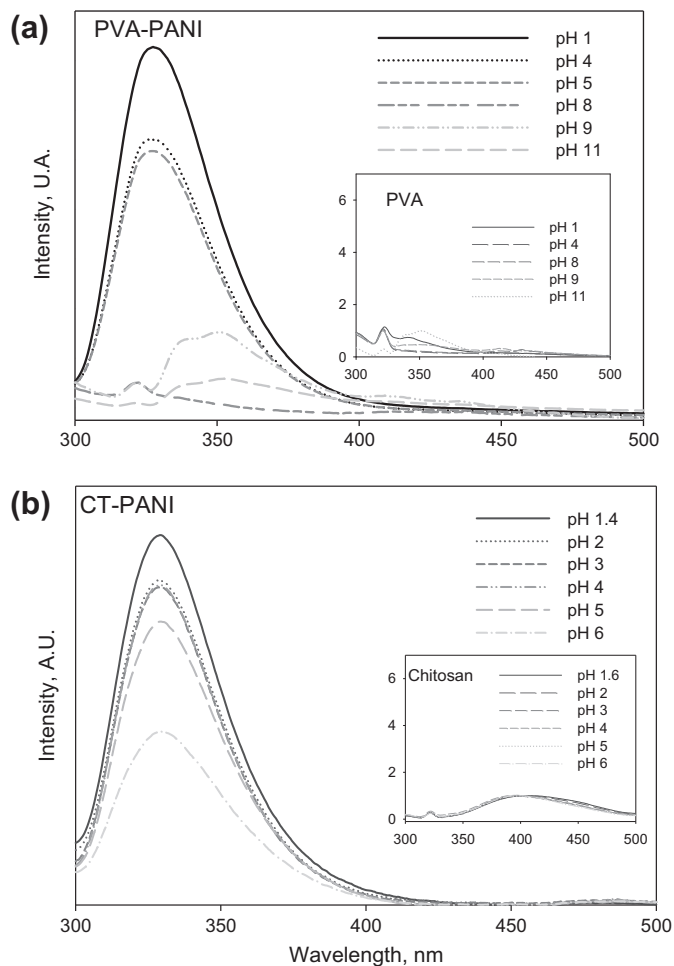 (a)
PVA-PANI
pH 1
pH 4
pH 5
pH 8
pH 9
pH 11
Intensity, U.A.
PVA
6
4
2
0
pH 1
pH 4
pH 8
pH 9
pH 11
300 350 400 450 500
300 350 400 450 500
(b)
CT-PANI
pH 1.4
pH 2
pH 3
pH 4
pH 5
pH 6
Intensity, A.U.
Chitosan
6
4
2
0
pH 1.6
pH 2
pH 3
pH 4
pH 5
pH 6
300 350 400 450 500
300 350 400 450 500
Wavelength, nm